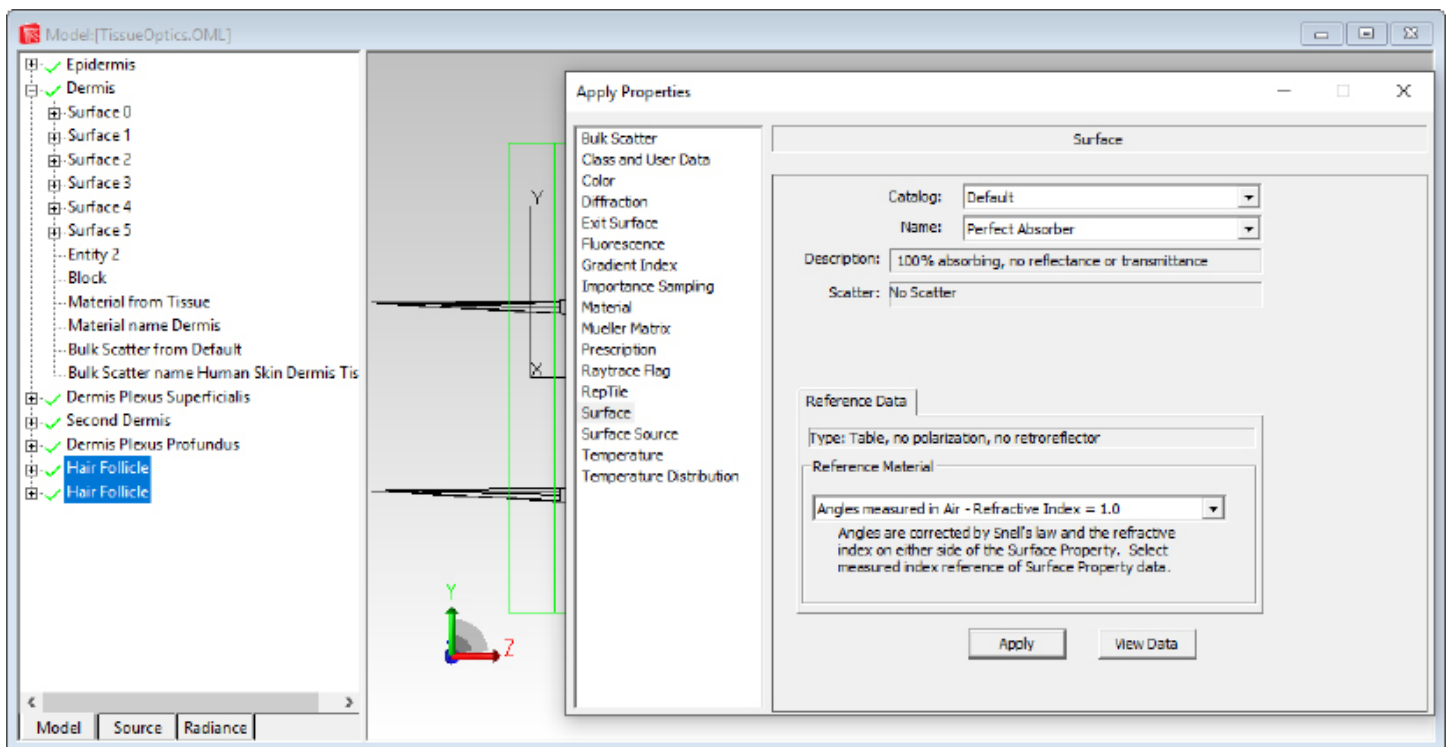 Model:[TissueOptics.OML]
Epidermis
Dermis
Surface 0
Surface 1
Surface 2
Surface 3
Surface 4
Surface 5
Entity 2
Block
Material from Tissue
Material name Dermis
Bulk Scatter from Default
Bulk Scatter name Human Skin Dermis Tis
Dermis Plexus Superficialis
Second Dermis
Dermis Plexus Profundus
Hair Follicle
Hair Follicle
Model Source Radiance
Y
X
Y
Z
Apply Properties
Bulk Scatter
Class and User Data
Color
Diffraction
Exit Surface
Fluorescence
Gradient Index
Importance Sampling
Material
Mueller Matrix
Prescription
Raytrace Flag
RepTile
Surface
Surface Source
Temperature
Temperature Distribution
Surface
Catalog: Default
Name: Perfect Absorber
Description: 100% absorbing, no reflectance or transmittance
Scatter: No Scatter
Reference Data
Type: Table, no polarization, no retroreflector
Reference Material
Angles measured in Air - Refractive Index = 1.0
Angles are corrected by Snell's law and the refractive
index on either side of the Surface Property. Select
measured index reference of Surface Property data.
Apply View Data